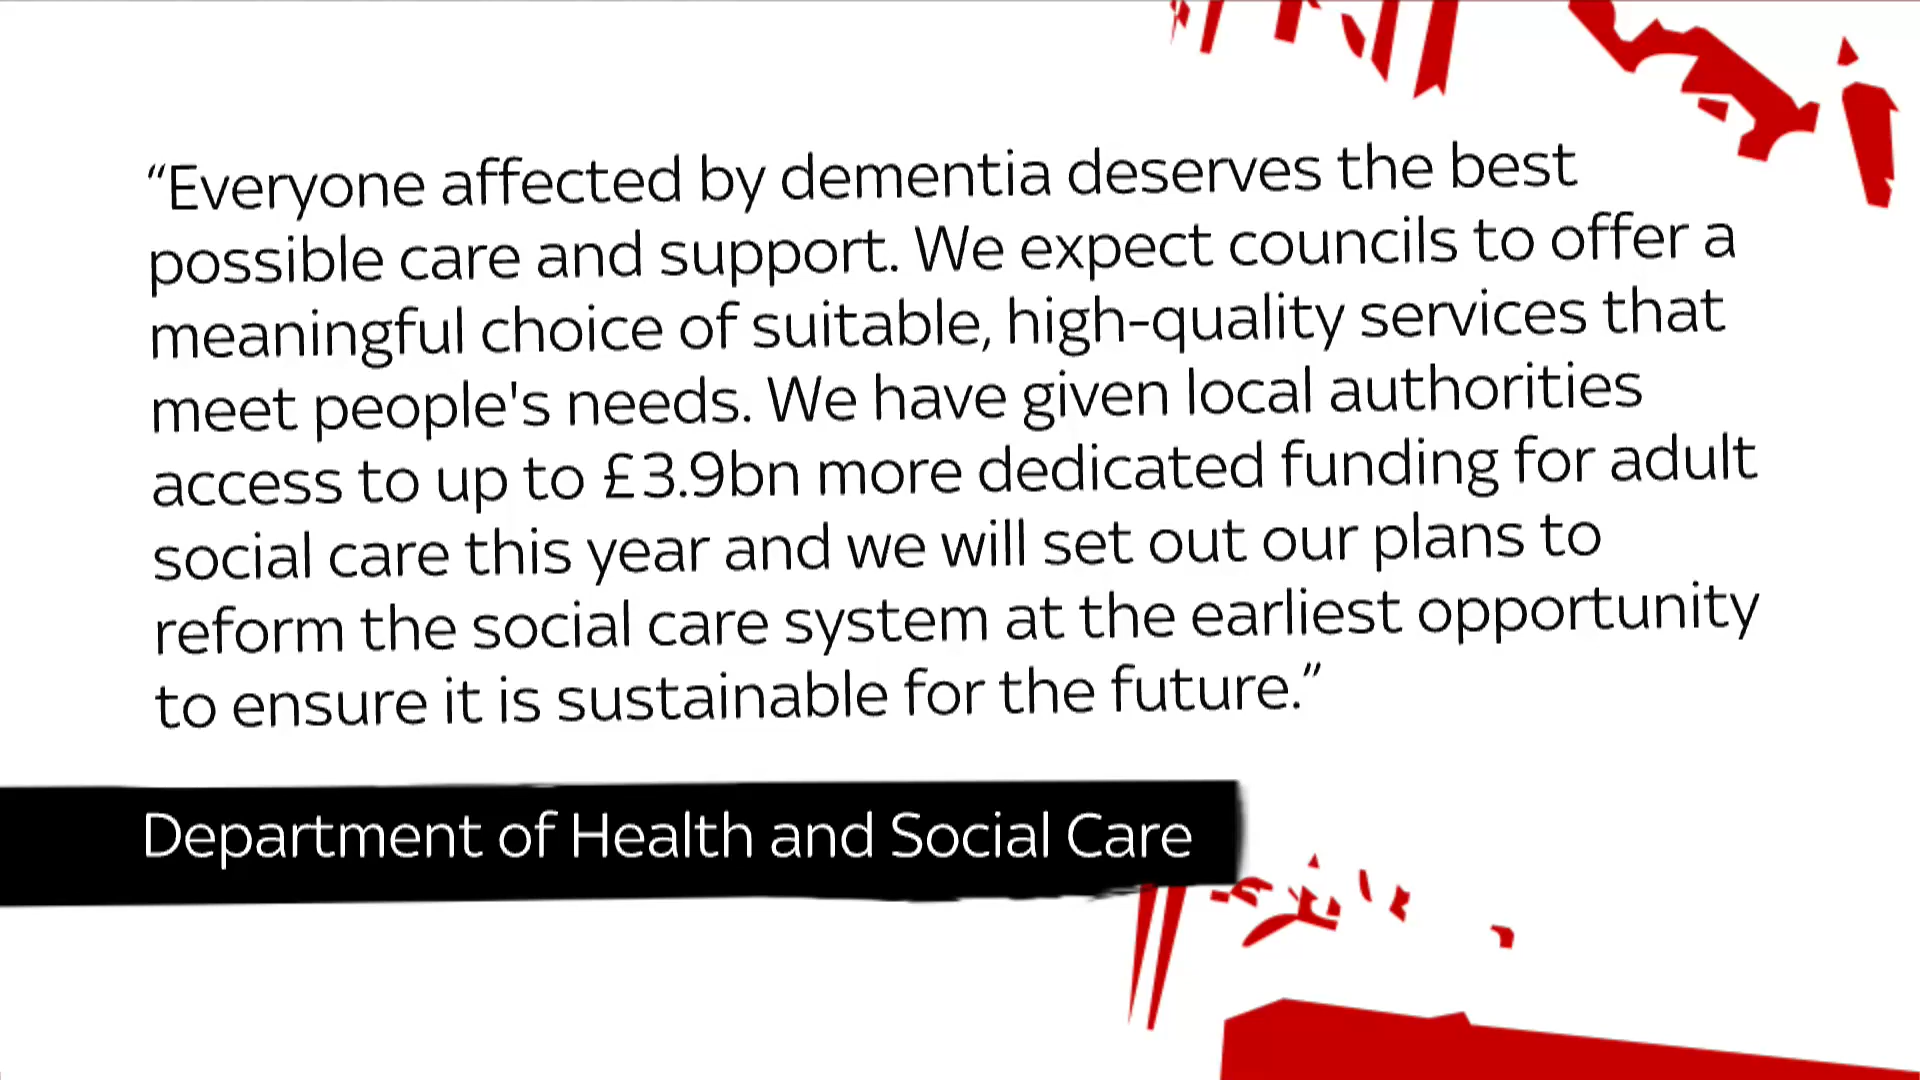 “Everyone affected by dementia deserves the best
possible care and support. We expect councils to offer a
meaningful choice of suitable, high-quality services that
meet people's needs. We have given local authorities
access to up to £3.9bn more dedicated funding for adult
social care this year and we will set out our plans to
reform the social care system at the earliest opportunity
to ensure it is sustainable for the future.”
Department of Health and Social Care